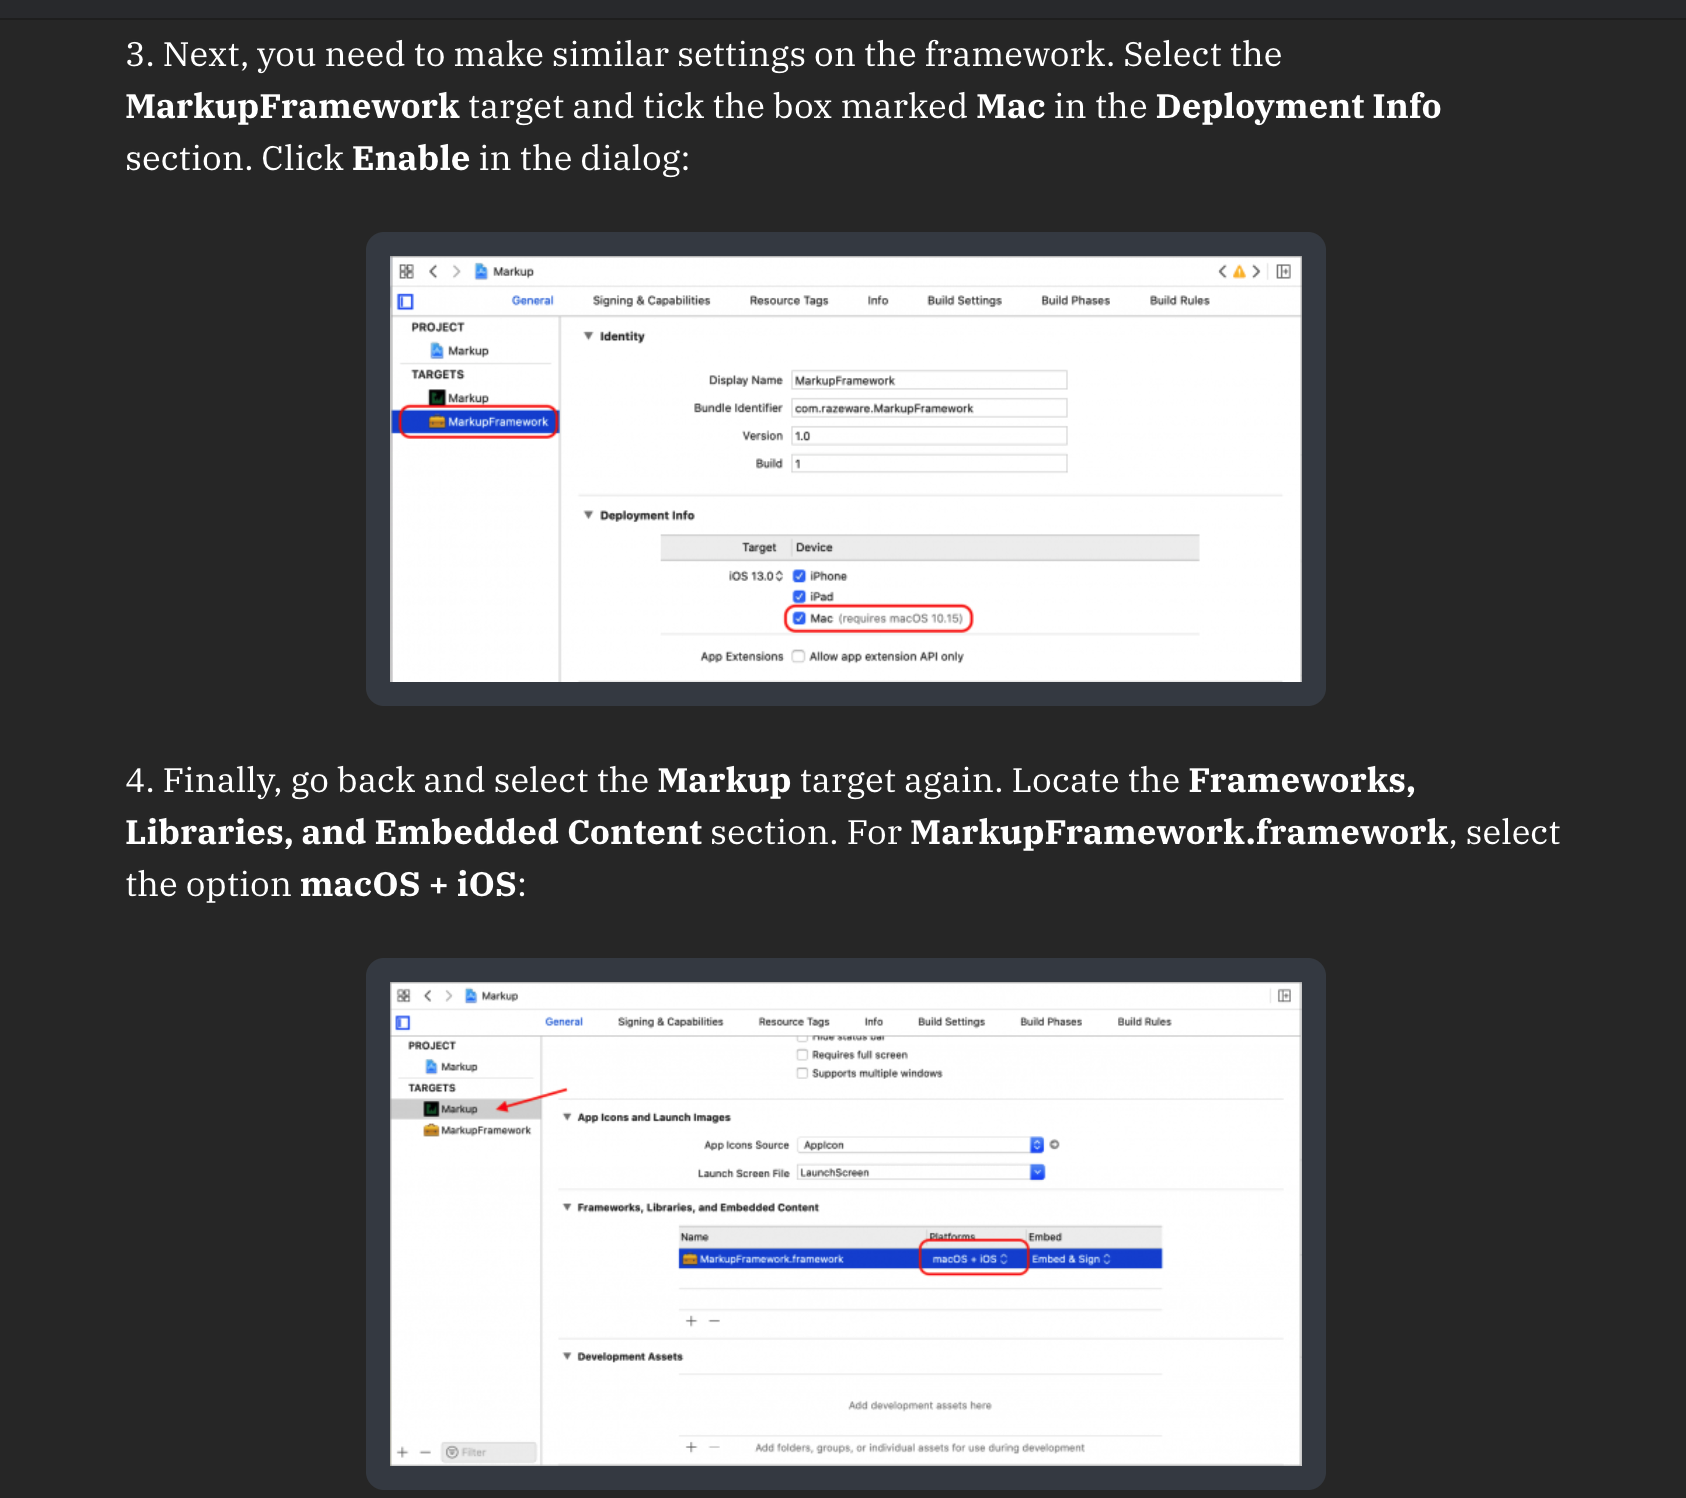 3. Next, you need to make similar settings on the framework. Select the
MarkupFramework target and tick the box marked Mac in the Deployment Info
section. Click Enable in the dialog:
Markup
General Signing & Capabilities Resource Tags Info Build Settings Build Phases Build Rules
PROJECT
Markup
TARGETS
Markup
MarkupFramework
Identity
Display Name MarkupFramework
Bundle Identifier com.razeware.MarkupFramework
Version 1.0
Build 1
Deployment Info
Target Device
iOS 13.0 iPhone
iPad
Mac (requires macOS 10.15)
App Extensions Allow app extension API only
4. Finally, go back and select the Markup target again. Locate the Frameworks,
Libraries, and Embedded Content section. For MarkupFramework.framework, select
the option macOS + iOS:
Markup
General Signing & Capabilities Resource Tags Info Build Settings Build Phases Build Rules
PROJECT
Markup
TARGETS
Markup
MarkupFramework
Hide status bar
Requires full screen
Supports multiple windows
App Icons and Launch Images
App Icons Source AppIcon
Launch Screen File LaunchScreen
Frameworks, Libraries, and Embedded Content
Name Platforms Embed
MarkupFramework.framework macOS + iOS Embed & Sign
Development Assets
Add development assets here
Add folders, groups, or individual assets for use during development
Filter